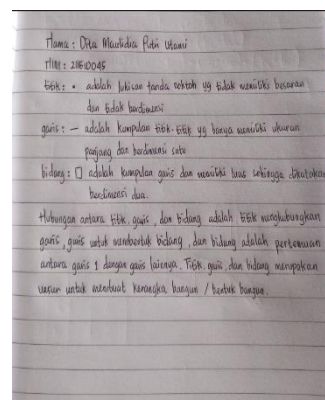 Nama : Dita Maulidia Putri Utami
NIM : 21610045
titik : • adalah lukisan tanda noktah yg tidak memiliki besaran
dan tidak berdimensi
garis : — adalah kumpulan titik-titik yg hanya memiliki ukuran
panjang dan berdimensi satu
bidang : □ adalah kumpulan garis dan memiliki luas sehingga dikatakan
berdimensi dua.
Hubungan antara titik, garis, dan bidang adalah titik menghubungkan
garis, garis untuk membentuk bidang, dan bidang adalah pertemuan
antara garis 1 dengan garis lainnya. Titik, garis, dan bidang merupakan
unsur untuk membuat kerangka bangun / bentuk bangun.